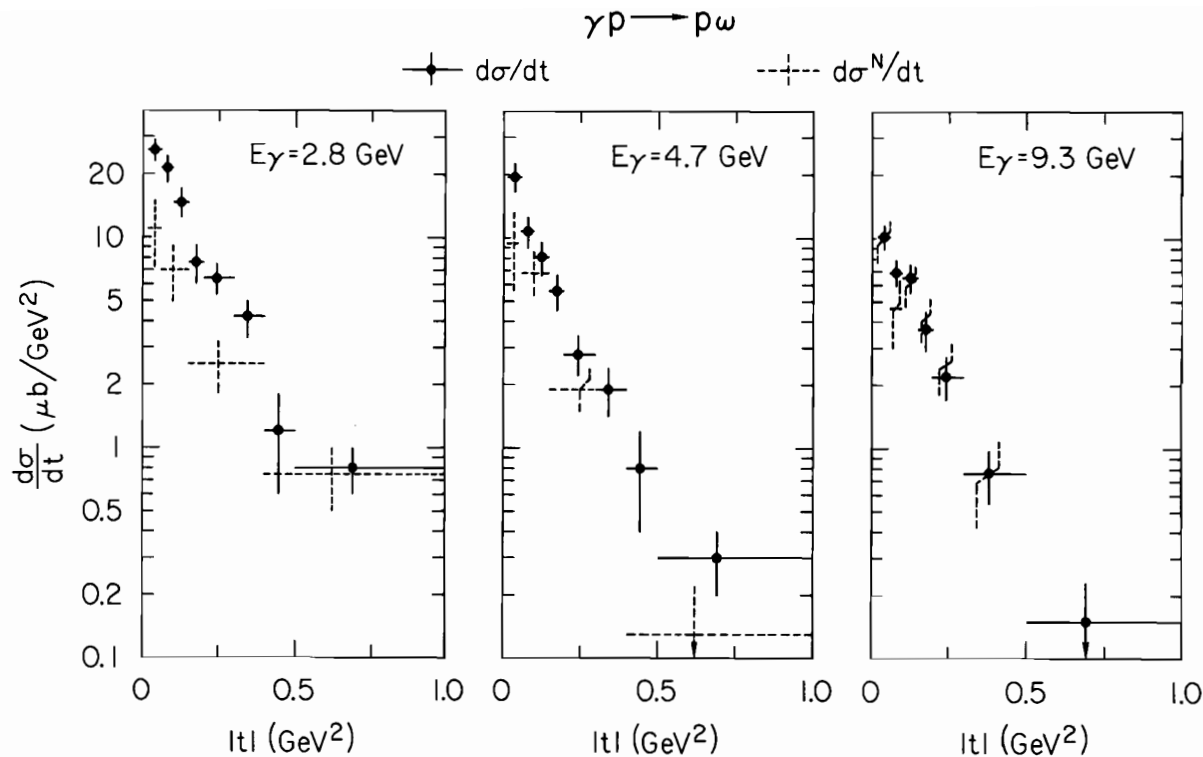 γp ⟶ pω
dσ/dt
dσᴺ/dt
Eγ=2.8 GeV
Eγ=4.7 GeV
Eγ=9.3 GeV
dσ/dt (μb/GeV²)
20
10
5
2
1
0.5
0.2
0.1
0 0.5 1.0
0 0.5 1.0
0 0.5 1.0
|t| (GeV²)
|t| (GeV²)
|t| (GeV²)